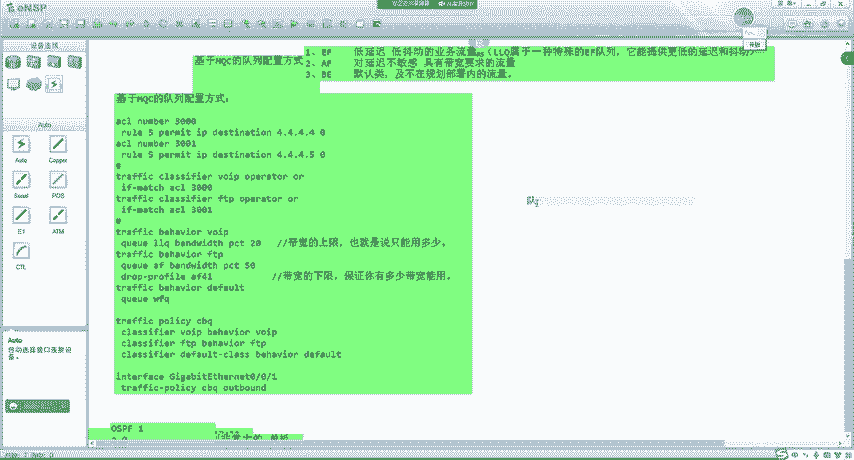 eNSP
设备连线
Auto
Auto
Copper
Serial
POS
E1
ATM
CTL
Auto
自动选择接口连接设备。
基于MQC的队列配置方式
1、EF 低延迟 低抖动的业务流量。（LLQ属于一种特殊的EF队列，它能提供更低的延迟和抖动）
2、AF 对延迟不敏感 具有带宽要求的流量
3、BE 默认类，及不在规划部署内的流量。
基于MQC的队列配置方式：
acl number 3000
rule 5 permit ip destination 4.4.4.4 0
acl number 3001
rule 5 permit ip destination 4.4.4.5 0
#
traffic classifier voip operator or
if-match acl 3000
traffic classifier ftp operator or
if-match acl 3001
#
traffic behavior voip
queue llq bandwidth pct 20 //带宽的上限，也就是说只能用多少。
traffic behavior ftp
queue af bandwidth pct 50
drop-profile af41 //带宽的下限，保证你有多少带宽能用。
traffic behavior default
queue wfq
traffic policy cbq
classifier voip behavior voip
classifier ftp behavior ftp
classifier default-class behavior default
interface GigabitEthernet0/0/1
traffic-policy cbq outbound
OSPF 1